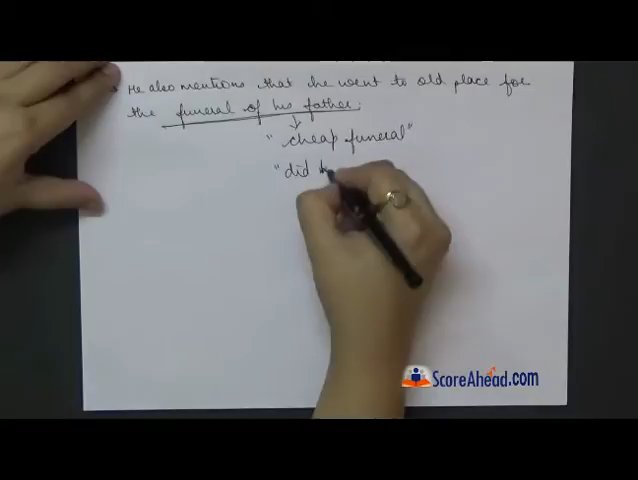 He also mentions that he went to old place for
the funeral of his father.
" cheap funeral"
"did
ScoreAhead.com